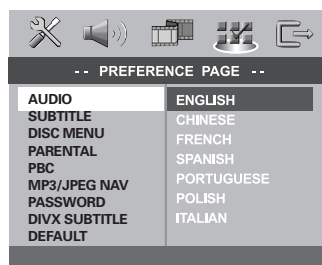 -- PREFERENCE PAGE --
AUDIO
SUBTITLE
DISC MENU
PARENTAL
PBC
MP3/JPEG NAV
PASSWORD
DIVX SUBTITLE
DEFAULT
ENGLISH
CHINESE
FRENCH
SPANISH
PORTUGUESE
POLISH
ITALIAN